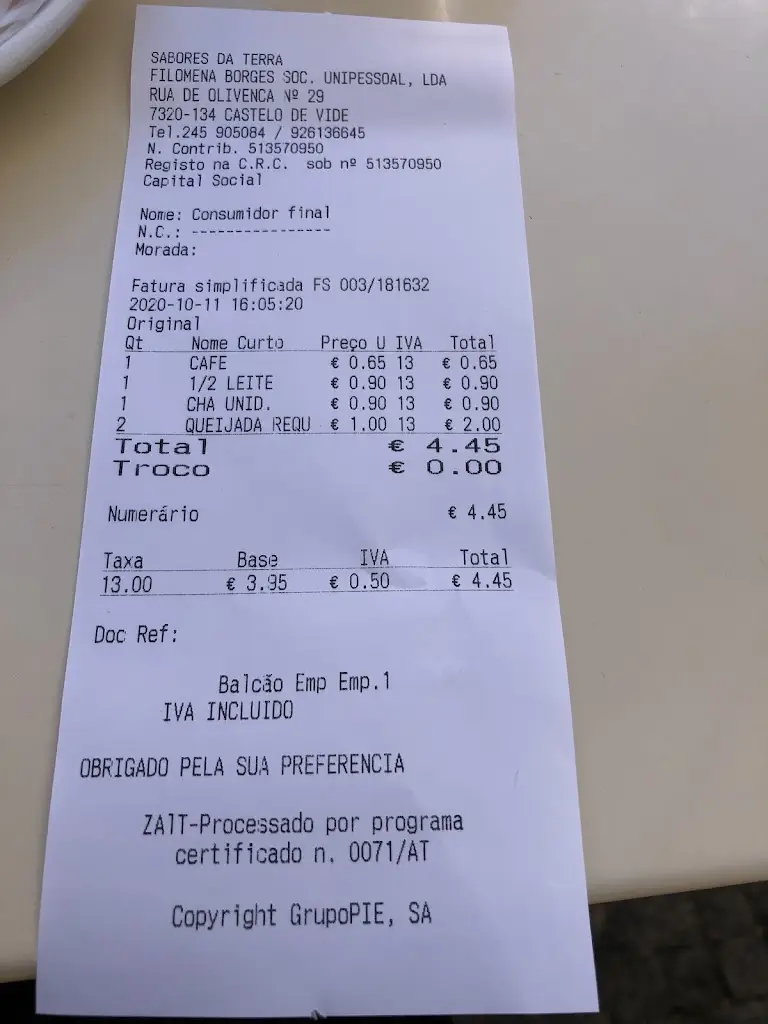 SABORES DA TERRA
FILOMENA BORGES SOC. UNIPESSOAL, LDA
RUA DE OLIVENCA Nº 29
7320-134 CASTELO DE VIDE
Tel.245 905084 / 926136645
N. Contrib. 513570950
Registo na C.R.C. sob nº 513570950
Capital Social
Nome: Consumidor final
N.C.: ----------------
Morada:
Fatura simplificada FS 003/181632
2020-10-11 16:05:20
Original
Qt Nome Curto Preço U IVA Total
1 CAFE € 0.65 13 € 0.65
1 1/2 LEITE € 0.90 13 € 0.90
1 CHA UNID. € 0.90 13 € 0.90
2 QUEIJADA REQU € 1.00 13 € 2.00
Total € 4.45
Troco € 0.00
Numerário € 4.45
Taxa Base IVA Total
13.00 € 3.95 € 0.50 € 4.45
Doc Ref:
Balcão Emp Emp.1
IVA INCLUIDO
OBRIGADO PELA SUA PREFERENCIA
ZA1T-Processado por programa
certificado n. 0071/AT
Copyright GrupoPIE, SA